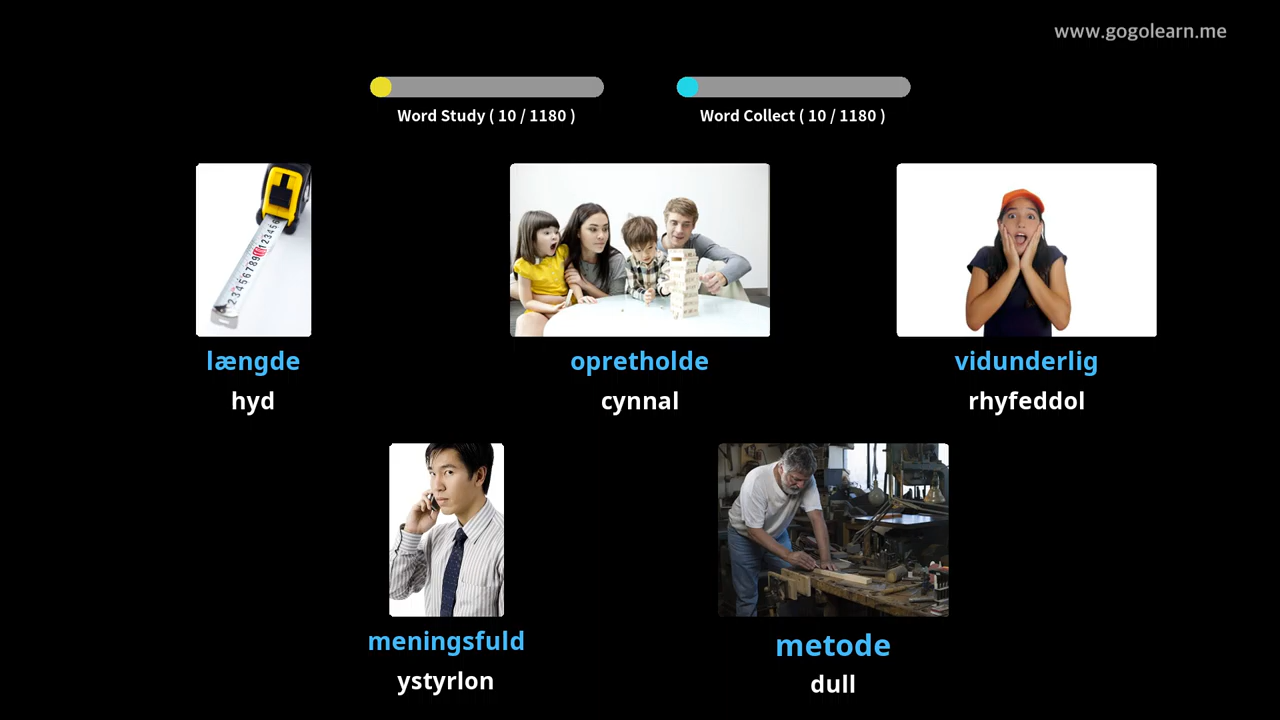 www.gogolearn.me
Word Study ( 10 / 1180 )
Word Collect ( 10 / 1180 )
længde
hyd
opretholde
cynnal
vidunderlig
rhyfeddol
meningsfuld
ystyrlon
metode
dull